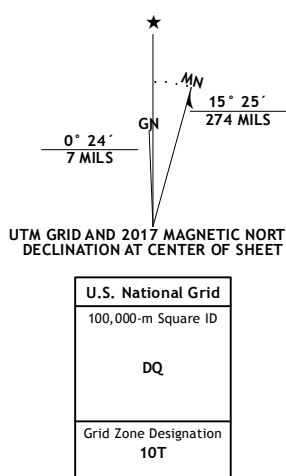 MN
15° 25´
274 MILS
GN
0° 24´
7 MILS
UTM GRID AND 2017 MAGNETIC NORT
DECLINATION AT CENTER OF SHEET
U.S. National Grid
100,000-m Square ID
DQ
Grid Zone Designation
10T